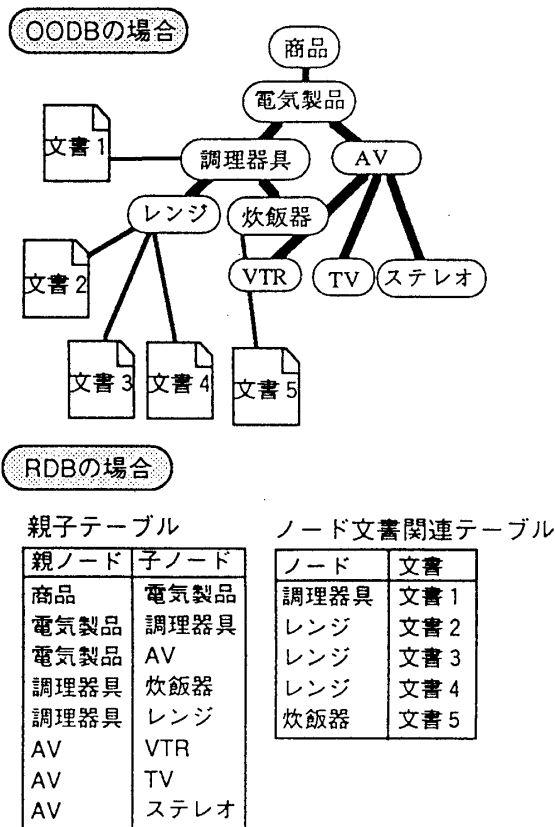 OODBの場合
商品
電気製品
文書1
調理器具
AV
レンジ
炊飯器
文書2
VTR
TV
ステレオ
文書3
文書4
文書5
RDBの場合
親子テーブル
親ノード 子ノード
商品 電気製品
電気製品 調理器具
電気製品 AV
調理器具 炊飯器
調理器具 レンジ
AV VTR
AV TV
AV ステレオ
ノード文書関連テーブル
ノード 文書
調理器具 文書1
レンジ 文書2
レンジ 文書3
レンジ 文書4
炊飯器 文書5